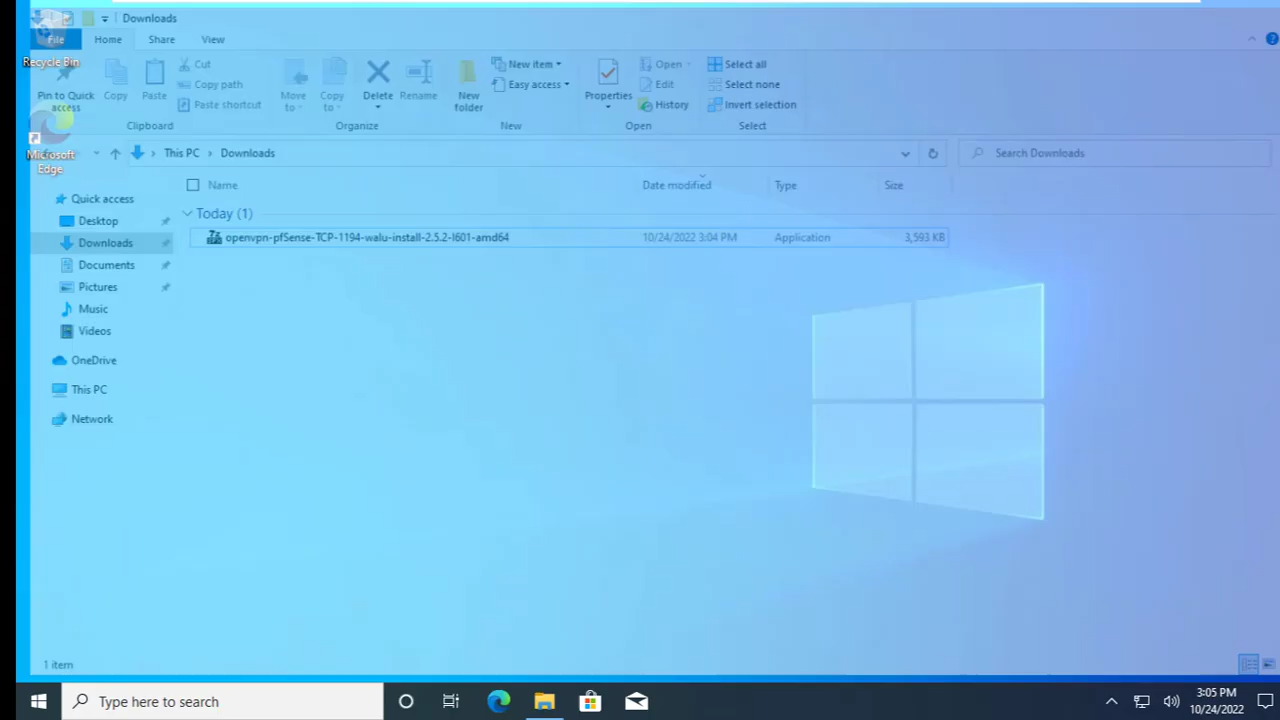 Downloads
File Home Share View
Recycle Bin
Pin to Quick access
Copy
Paste
Cut
Copy path
Paste shortcut
Clipboard
Move to
Copy to
Delete
Rename
Organize
New folder
New item
Easy access
New
Properties
Open
Edit
History
Open
Select all
Select none
Invert selection
Select
Microsoft
Edge
This PC > Downloads
Search Downloads
Name Date modified Type Size
Today (1)
openvpn-pfSense-TCP-1194-walu-install-2.5.2-I601-amd64 10/24/2022 3:04 PM Application 3,593 KB
Quick access
Desktop
Downloads
Documents
Pictures
Music
Videos
OneDrive
This PC
Network
1 item
Type here to search
3:05 PM
10/24/2022